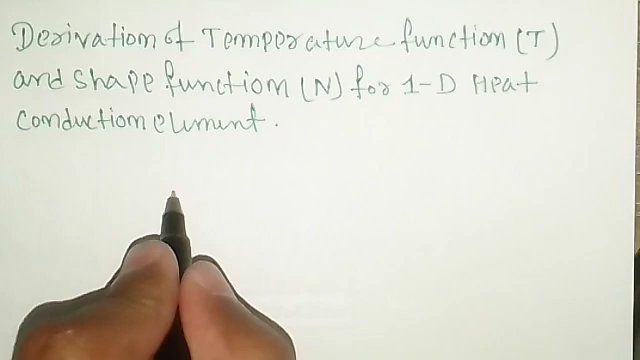 Derivation of Temperature function (T)
and shape function (N) for 1-D Heat
conduction element.